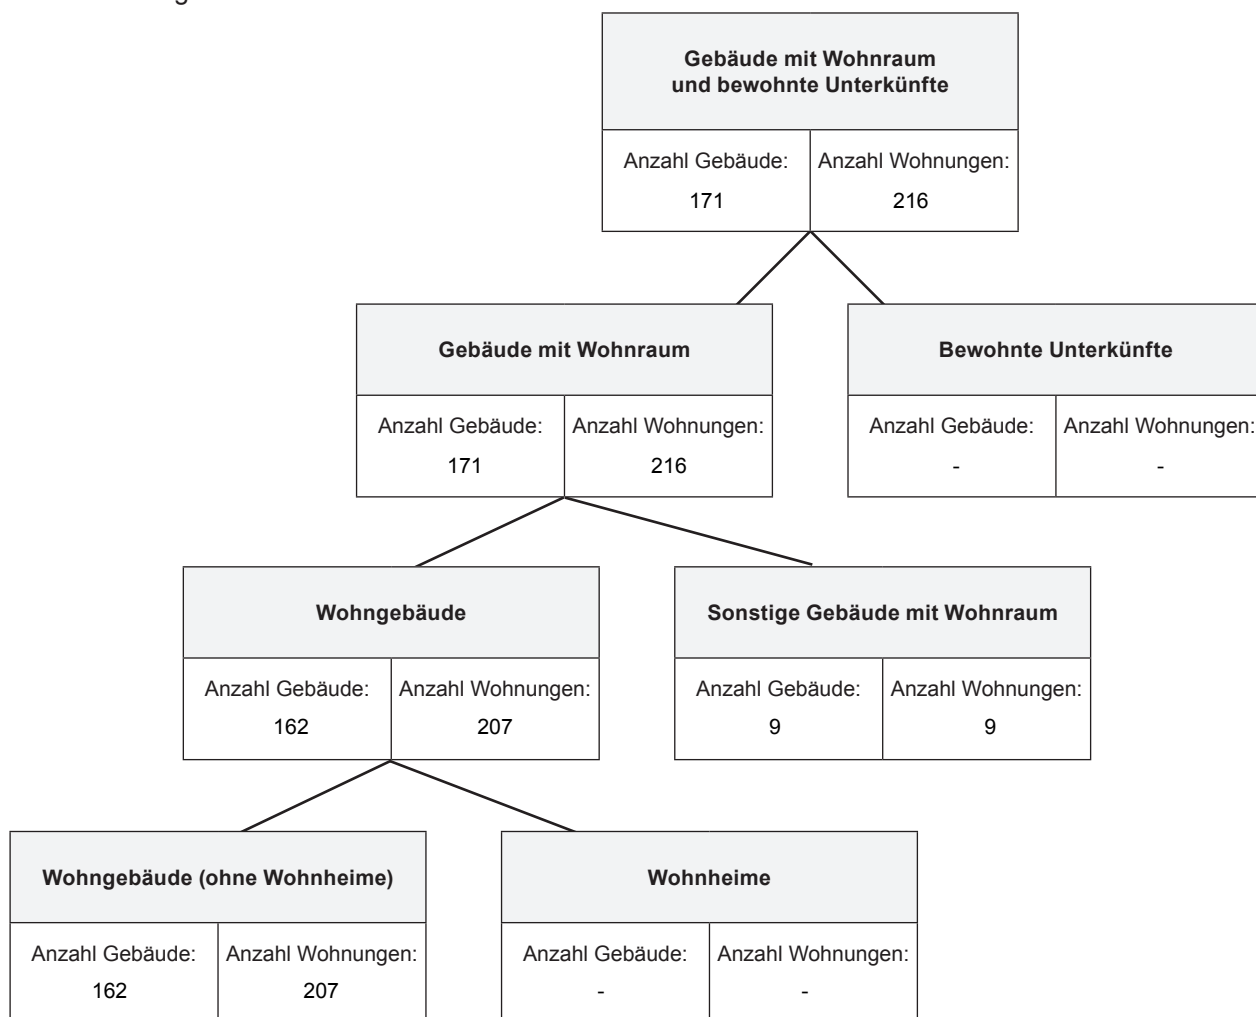 Gebäude mit Wohnraum
und bewohnte Unterkünfte
Anzahl Gebäude: Anzahl Wohnungen:
171 216
Gebäude mit Wohnraum
Anzahl Gebäude: Anzahl Wohnungen:
171 216
Bewohnte Unterkünfte
Anzahl Gebäude: Anzahl Wohnungen:
- -
Wohngebäude
Anzahl Gebäude: Anzahl Wohnungen:
162 207
Sonstige Gebäude mit Wohnraum
Anzahl Gebäude: Anzahl Wohnungen:
9 9
Wohngebäude (ohne Wohnheime)
Anzahl Gebäude: Anzahl Wohnungen:
162 207
Wohnheime
Anzahl Gebäude: Anzahl Wohnungen:
- -